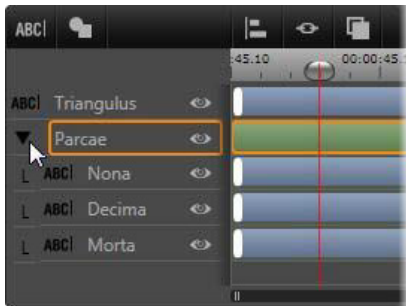 ABC
:45.10 00:00:45.
ABC Triangulus
Parcae
ABC Nona
ABC Decima
ABC Morta